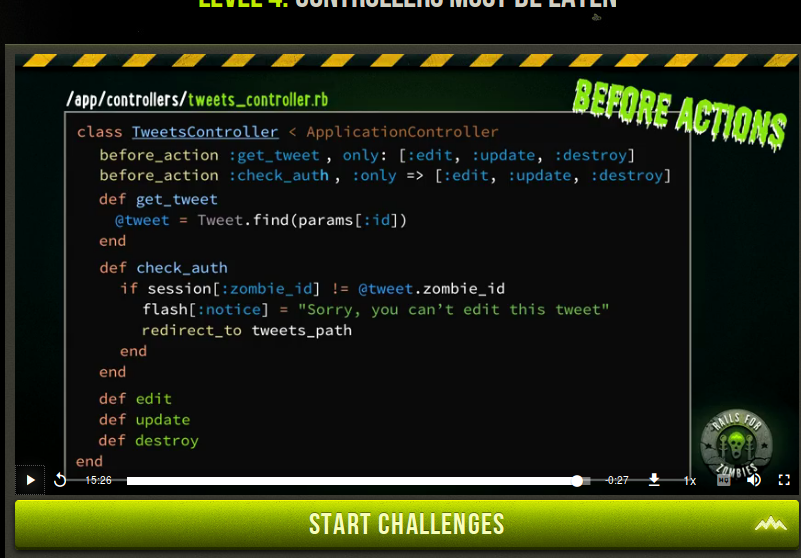 LEVEL 4: CONTROLLERS MUST BE EATEN
/app/controllers/tweets_controller.rb
BEFORE ACTIONS
class TweetsController < ApplicationController
before_action :get_tweet , only: [:edit, :update, :destroy]
before_action :check_auth , :only => [:edit, :update, :destroy]
def get_tweet
@tweet = Tweet.find(params[:id])
end
def check_auth
if session[:zombie_id] != @tweet.zombie_id
flash[:notice] = "Sorry, you can’t edit this tweet"
redirect_to tweets_path
end
end
def edit
def update
def destroy
end
RAILS FOR
ZOMBIES
15:26
-0:27
1x
HQ
START CHALLENGES